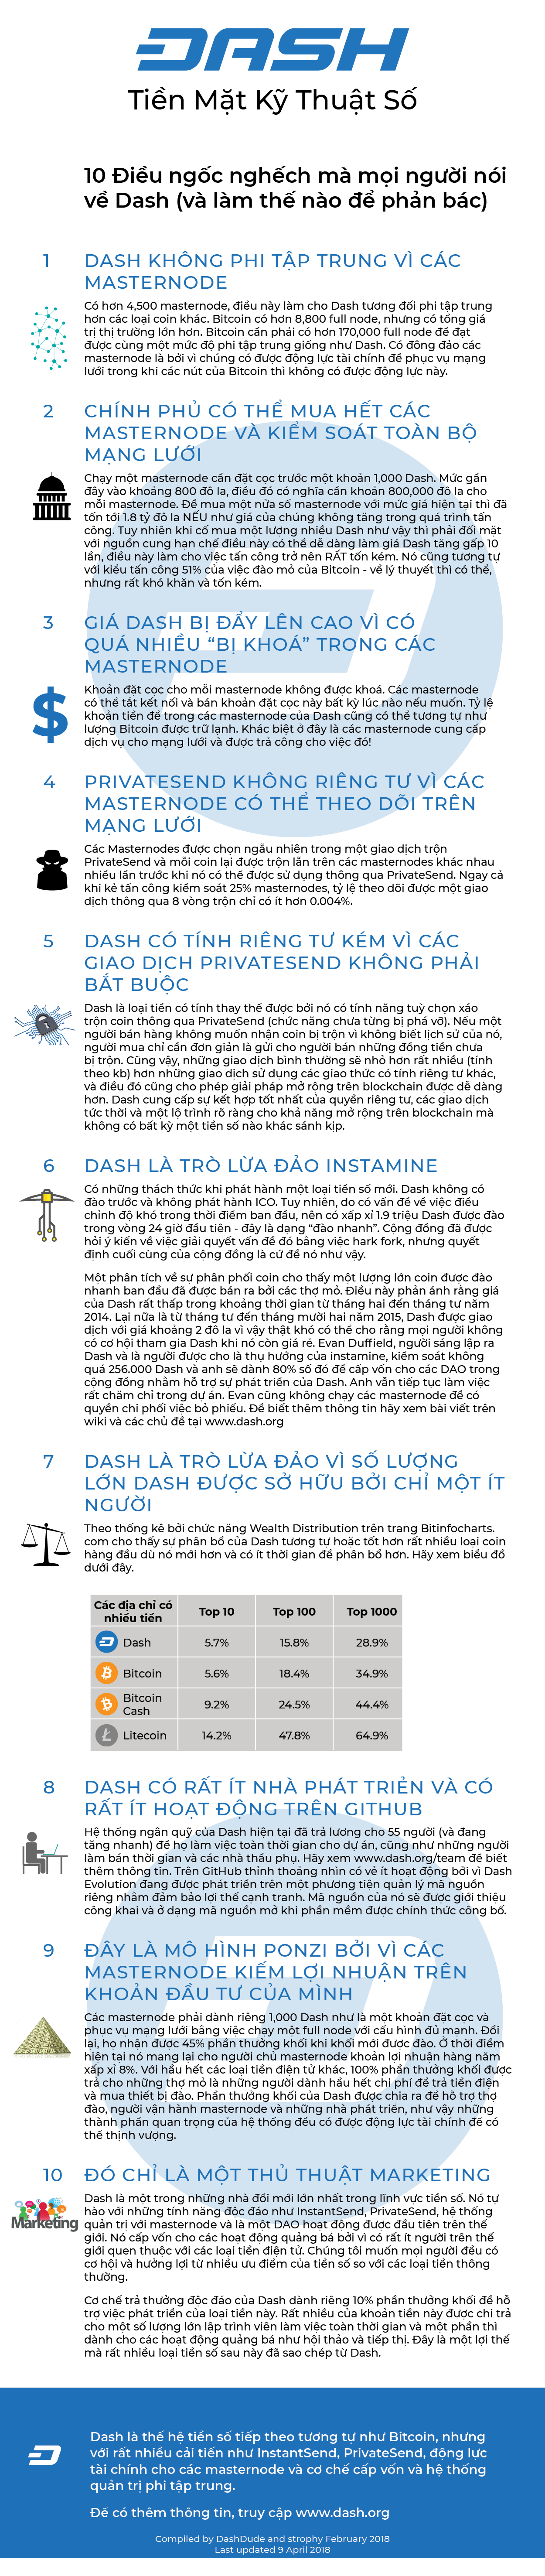 DASH
Tiền Mặt Kỹ Thuật Số
10 Điều ngốc nghếch mà mọi người nói
về Dash (và làm thế nào để phản bác)
1
DASH KHÔNG PHI TẬP TRUNG VÌ CÁC
MASTERNODE
Có hơn 4,500 masternode, điều này làm cho Dash tương đối phi tập trung
hơn các loại coin khác. Bitcoin có hơn 8,800 full node, nhưng có tổng giá
trị thị trường lớn hơn. Bitcoin cần phải có hơn 170,000 full node để đạt
được cùng một mức độ phi tập trung giống như Dash. Có đông đảo các
masternode là bởi vì chúng có được động lực tài chính để phục vụ mạng
lưới trong khi các nút của Bitcoin thì không có được động lực này.
2
CHÍNH PHỦ CÓ THỂ MUA HẾT CÁC
MASTERNODE VÀ KIỂM SOÁT TOÀN BỘ
MẠNG LƯỚI
Chạy một masternode cần đặt cọc trước một khoản 1,000 Dash. Mức gần
đây vào khoảng 800 đô la, điều đó có nghĩa cần khoản 800,000 đô la cho
mỗi masternode. Để mua một nửa số masternode với mức giá hiện tại thì đã
tốn tới 1.8 tỷ đô la NẾU như giá của chúng không tăng trong quá trình tấn
công. Tuy nhiên khi cố mua một lượng nhiều Dash như vậy thì phải đối mặt
với nguồn cung hạn chế điều này có thể dễ dàng làm giá Dash tăng gấp 10
lần, điều này làm cho việc tấn công trở nên RẤT tốn kém. Nó cũng tương tự
với kiểu tấn công 51% của việc đào mỏ của Bitcoin - về lý thuyết thì có thể,
nhưng rất khó khăn và tốn kém.
3
GIÁ DASH BỊ ĐẨY LÊN CAO VÌ CÓ
QUÁ NHIỀU “BỊ KHOÁ” TRONG CÁC
MASTERNODE
Khoản đặt cọc cho mỗi masternode không được khoá. Các masternode
có thể tắt kết nối và bán khoản đặt cọc này bất kỳ lúc nào nếu muốn. Tỷ lệ
khoản tiền để trong các masternode của Dash cũng có thể tương tự như
lượng Bitcoin được trữ lạnh. Khác biệt ở đây là các masternode cung cấp
dịch vụ cho mạng lưới và được trả công cho việc đó!
4
PRIVATESEND KHÔNG RIÊNG TƯ VÌ CÁC
MASTERNODE CÓ THỂ THEO DÕI TRÊN
MẠNG LƯỚI
Các Masternodes được chọn ngẫu nhiên trong một giao dịch trộn
PrivateSend và mỗi coin lại được trộn lẫn trên các masternodes khác nhau
nhiều lần trước khi nó có thể được sử dụng thông qua PrivateSend. Ngay cả
khi kẻ tấn công kiểm soát 25% masternodes, tỷ lệ theo dõi được một giao
dịch thông qua 8 vòng trộn chỉ có ít hơn 0.004%.
5
DASH CÓ TÍNH RIÊNG TƯ KÉM VÌ CÁC
GIAO DỊCH PRIVATESEND KHÔNG PHẢI
BẮT BUỘC
Dash là loại tiền có tính thay thế được bởi nó có tính năng tuỳ chọn xáo
trộn coin thông qua PrivateSend (chức năng chưa từng bị phá vỡ). Nếu một
người bán hàng không muốn nhận coin bị trộn vì không biết lịch sử của nó,
người mua chỉ cần đơn giản là gửi cho người bán những đồng tiền chưa
bị trộn. Cũng vậy, những giao dịch bình thường sẽ nhỏ hơn rất nhiều (tính
theo kb) hơn những giao dịch sử dụng các giao thức có tính riêng tư khác,
và điều đó cũng cho phép giải pháp mở rộng trên blockchain được dễ dàng
hơn. Dash cung cấp sự kết hợp tốt nhất của quyền riêng tư, các giao dịch
tức thời và một lộ trình rõ ràng cho khả năng mở rộng trên blockchain mà
không có bất kỳ một tiền số nào khác sánh kịp.
6
DASH LÀ TRÒ LỪA ĐẢO INSTAMINE
Có những thách thức khi phát hành một loại tiền số mới. Dash không có
đào trước và không phát hành ICO. Tuy nhiên, do có vấn đề về việc điều
chỉnh độ khó trong thời điểm ban đầu, nên có xấp xỉ 1.9 triệu Dash được đào
trong vòng 24 giờ đầu tiên - đây là dạng “đào nhanh”. Cộng đồng đã được
hỏi ý kiến về việc giải quyết vấn đề đó bằng việc hark fork, nhưng quyết
định cuối cùng của cộng đồng là cứ để nó như vậy.
Một phân tích về sự phân phối coin cho thấy một lượng lớn coin được đào
nhanh ban đầu đã được bán ra bởi các thợ mỏ. Điều này phản ánh rằng giá
của Dash rất thấp trong khoảng thời gian từ tháng hai đến tháng tư năm
2014. Lại nữa là từ tháng tư đến tháng mười hai năm 2015, Dash được giao
dịch với giá khoảng 2 đô la vì vậy thật khó có thể cho rằng mọi người không
có cơ hội tham gia Dash khi nó còn giá rẻ. Evan Duffield, người sáng lập ra
Dash và là người được cho là thụ hưởng của instamine, kiểm soát không
quá 256.000 Dash và anh sẽ dành 80% số đó để cấp vốn cho các DAO trong
cộng đồng nhằm hỗ trợ sự phát triển của Dash. Anh vẫn tiếp tục làm việc
rất chăm chỉ trong dự án. Evan cũng không chạy các masternode để có
quyền chi phối việc bỏ phiếu. Để biết thêm thông tin hãy xem bài viết trên
wiki và các chủ đề tại www.dash.org
7
DASH LÀ TRÒ LỪA ĐẢO VÌ SỐ LƯỢNG
LỚN DASH ĐƯỢC SỞ HỮU BỞI CHỈ MỘT ÍT
NGƯỜI
Theo thống kê bởi chức năng Wealth Distribution trên trang Bitinfocharts.
com cho thấy sự phân bổ của Dash tương tự hoặc tốt hơn rất nhiều loại coin
hàng đầu dù nó mới hơn và có ít thời gian để phân bổ hơn. Hãy xem biểu đồ
dưới đây.
Các địa chỉ có
nhiều tiền
Top 10
Top 100
Top 1000
Dash
5.7%
15.8%
28.9%
Bitcoin
5.6%
18.4%
34.9%
Bitcoin
Cash
9.2%
24.5%
44.4%
Litecoin
14.2%
47.8%
64.9%
8
DASH CÓ RẤT ÍT NHÀ PHÁT TRIỂN VÀ CÓ
RẤT ÍT HOẠT ĐỘNG TRÊN GITHUB
Hệ thống ngân quỹ của Dash hiện tại đã trả lương cho 55 người (và đang
tăng nhanh) để họ làm việc toàn thời gian cho dự án, cũng như những người
làm bán thời gian và các nhà thầu phụ. Hãy xem www.dash.org/team để biết
thêm thông tin. Trên GitHub thỉnh thoảng nhìn có vẻ ít hoạt động bởi vì Dash
Evolution đang được phát triển trên một phương tiện quản lý mã nguồn
riêng nhằm đảm bảo lợi thế cạnh tranh. Mã nguồn của nó sẽ được giới thiệu
công khai và ở dạng mã nguồn mở khi phần mềm được chính thức công bố.
9
ĐÂY LÀ MÔ HÌNH PONZI BỞI VÌ CÁC
MASTERNODE KIẾM LỢI NHUẬN TRÊN
KHOẢN ĐẦU TƯ CỦA MÌNH
Các masternode phải dành riêng 1,000 Dash như là một khoản đặt cọc và
phục vụ mạng lưới bằng việc chạy một full node với cấu hình đủ mạnh. Đổi
lại, họ nhận được 45% phần thưởng khối khi khối mới được đào. Ở thời điểm
hiện tại nó mang lại cho người chủ masternode khoản lợi nhuận hàng năm
xấp xỉ 8%. Với hầu hết các loại tiền điện tử khác, 100% phần thưởng khối được
trả cho những thợ mỏ là những người dành hầu hết chi phí để trả tiền điện
và mua thiết bị đào. Phần thưởng khối của Dash được chia ra để hỗ trợ thợ
đào, người vận hành masternode và những nhà phát triển, như vậy những
thành phần quan trọng của hệ thống đều có được động lực tài chính để có
thể thịnh vượng.
10
ĐÓ CHỈ LÀ MỘT THỦ THUẬT MARKETING
Marketing
Dash là một trong những nhà đổi mới lớn nhất trong lĩnh vực tiền số. Nó tự
hào với những tính năng độc đáo như InstantSend, PrivateSend, hệ thống
quản trị với masternode và là một DAO hoạt động được đầu tiên trên thế
giới. Nó cấp vốn cho các hoạt động quảng bá bởi vì có rất ít người trên thế
giới quen thuộc với các loại tiền điện tử. Chúng tôi muốn mọi người đều có
cơ hội và hưởng lợi từ nhiều ưu điểm của tiền số so với các loại tiền thông
thường.
Cơ chế trả thưởng độc đáo của Dash dành riêng 10% phần thưởng khối để hỗ
trợ việc phát triển của loại tiền này. Rất nhiều của khoản tiền này được chi trả
cho một số lượng lớn lập trình viên làm việc toàn thời gian và một phần thì
dành cho các hoạt động quảng bá như hội thảo và tiếp thị. Đây là một lợi thế
mà rất nhiều loại tiền số sau này đã sao chép từ Dash.
Dash là thế hệ tiền số tiếp theo tương tự như Bitcoin, nhưng
với rất nhiều cải tiến như InstantSend, PrivateSend, động lực
tài chính cho các masternode và cơ chế cấp vốn và hệ thống
quản trị phi tập trung.
Để có thêm thông tin, truy cập www.dash.org
Compiled by DashDude and strophy February 2018
Last updated 9 April 2018